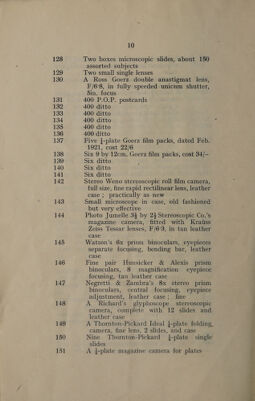 10
128 Two boxes microscopic slides, about 150
assorted subjects
129 Two small single lenses
130 A Ross Goerz double anastigmat lens,
F/6·8, in fully speeded unicum shutter,
8in. focus
131 400 P.O.P. postcards
132 400 ditto
133 400 ditto
134 400 ditto
135 400 ditto
136 400 ditto
137 Five ¼-plate Goerz film packs, dated Feb.
1921, cost 22/6
138 Six 9 by 12cm. Goerz film packs, cost 34/-
139 Six ditto
140 Six ditto
141 Six ditto
142 Stereo Weno stereoscopic roll film camera,
full size, fine rapid rectilinear lens, leather
case ; practically as new
143 Small microscope in case, old fashioned
but very effective
144 Photo Jumelle 3½ by 2½ Stereoscopic Co.'s
magazine camera, fitted with Krauss
Zeiss Tessar lenses, F/6·3, in tan leather
case
145 Watson's 6x prism binoculars, eyepieces
separate focusing, bending bar, leather
case
146 Fine pair Hunsicker & Alexis prism
binoculars, 8 magnification eyepiece
focusing, tan leather case
147 Negretti & Zambra's 8x stereo prism
binoculars, central focusing, eyepiece
adjustment, leather case ; fine
148 A Richard's glyphoscope stereoscopic
camera, complete with 12 slides and
leather case
149 A Thornton-Pickard Ideal ¼-plate folding
camera, fine lens, 2 slides, and case
150 Nine Thornton-Pickard ¼-plate single
slides
151 A ¼-plate magazine camera for plates